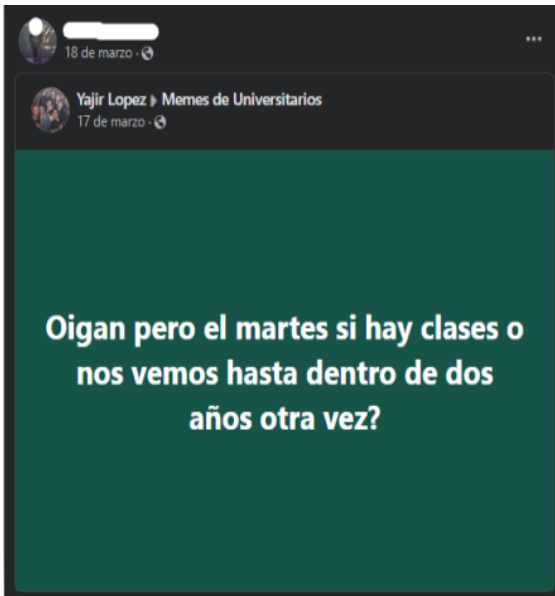 18 de marzo ·
Yajir Lopez ▸ Memes de Universitarios
17 de marzo ·
Oigan pero el martes si hay clases o
nos vemos hasta dentro de dos
años otra vez?